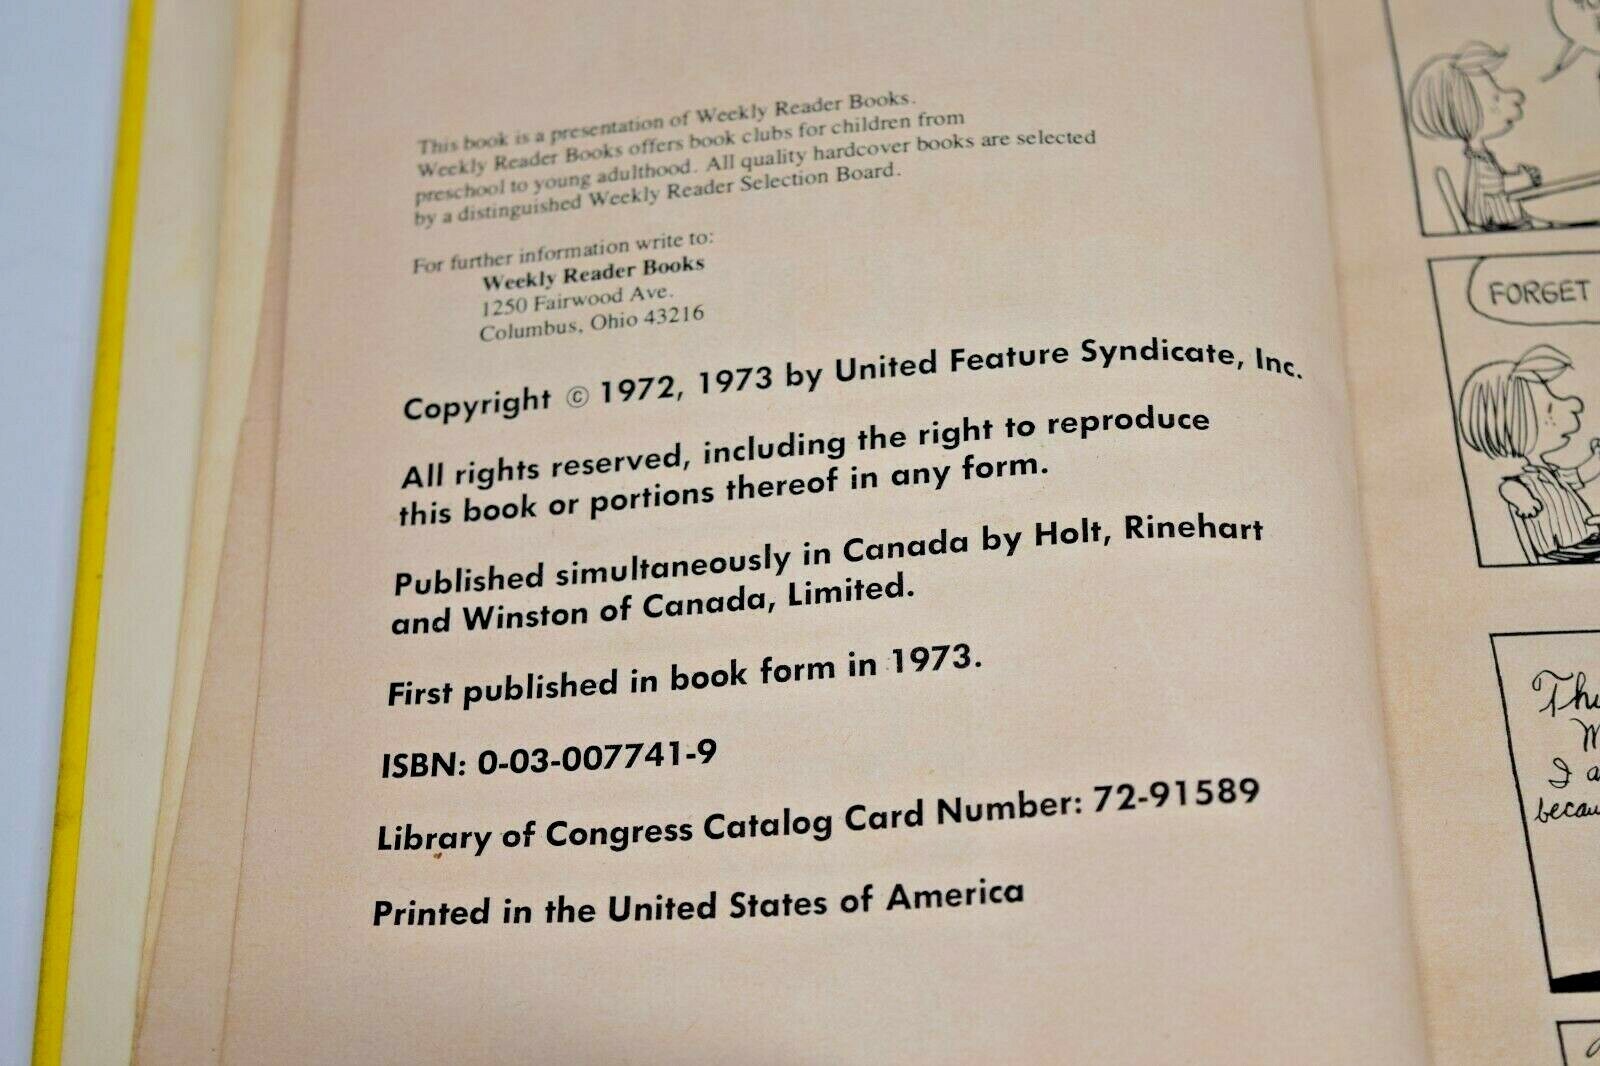 This book is a presentation of Weekly Reader Books.
Weekly Reader Books offers book clubs for children from
preschool to young adulthood. All quality hardcover books are selected
by a distinguished Weekly Reader Selection Board.
For further information write to:
Weekly Reader Books
1250 Fairwood Ave.
Columbus, Ohio 43216
Copyright © 1972, 1973 by United Feature Syndicate, Inc.
All rights reserved, including the right to reproduce
this book or portions thereof in any form.
Published simultaneously in Canada by Holt, Rinehart
and Winston of Canada, Limited.
First published in book form in 1973.
ISBN: 0-03-007741-9
Library of Congress Catalog Card Number: 72-91589
Printed in the United States of America
FORGET
I